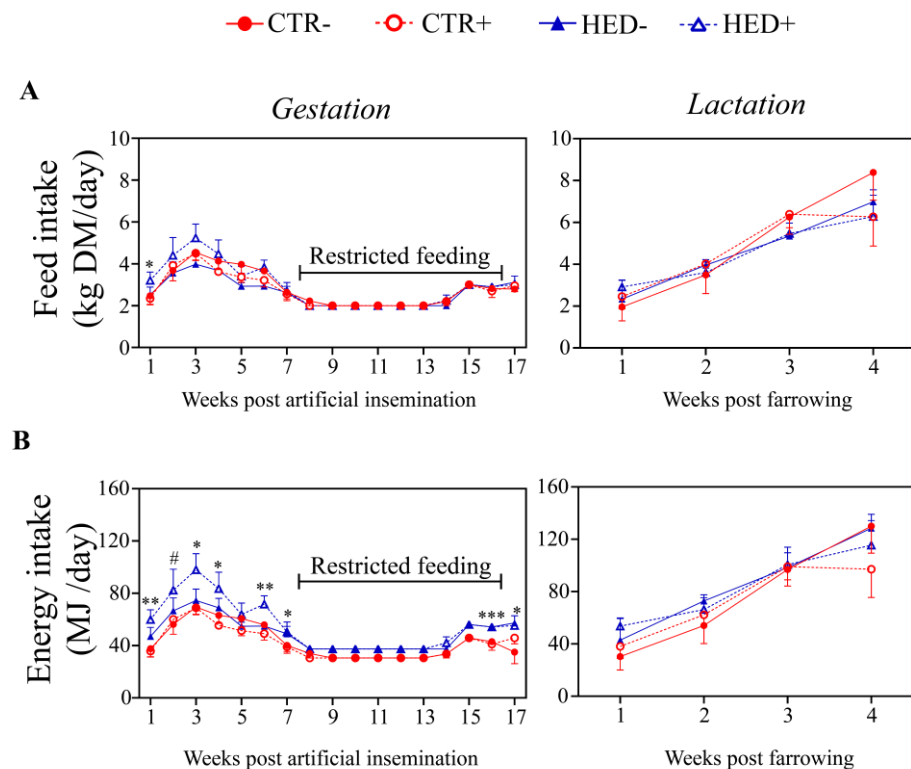 CTR- CTR+ HED- HED+
A
Gestation Lactation
Feed intake
(kg DM/day)
10
8
6
4
2
0
*
Restricted feeding
1 3 5 7 9 11 13 15 17
Weeks post artificial insemination
10
8
6
4
2
0
1 2 3 4
Weeks post farrowing
B
Energy intake
(MJ /day)
160
120
80
40
0
** # * * ** * *** *
Restricted feeding
1 3 5 7 9 11 13 15 17
Weeks post artificial insemination
160
120
80
40
0
1 2 3 4
Weeks post farrowing